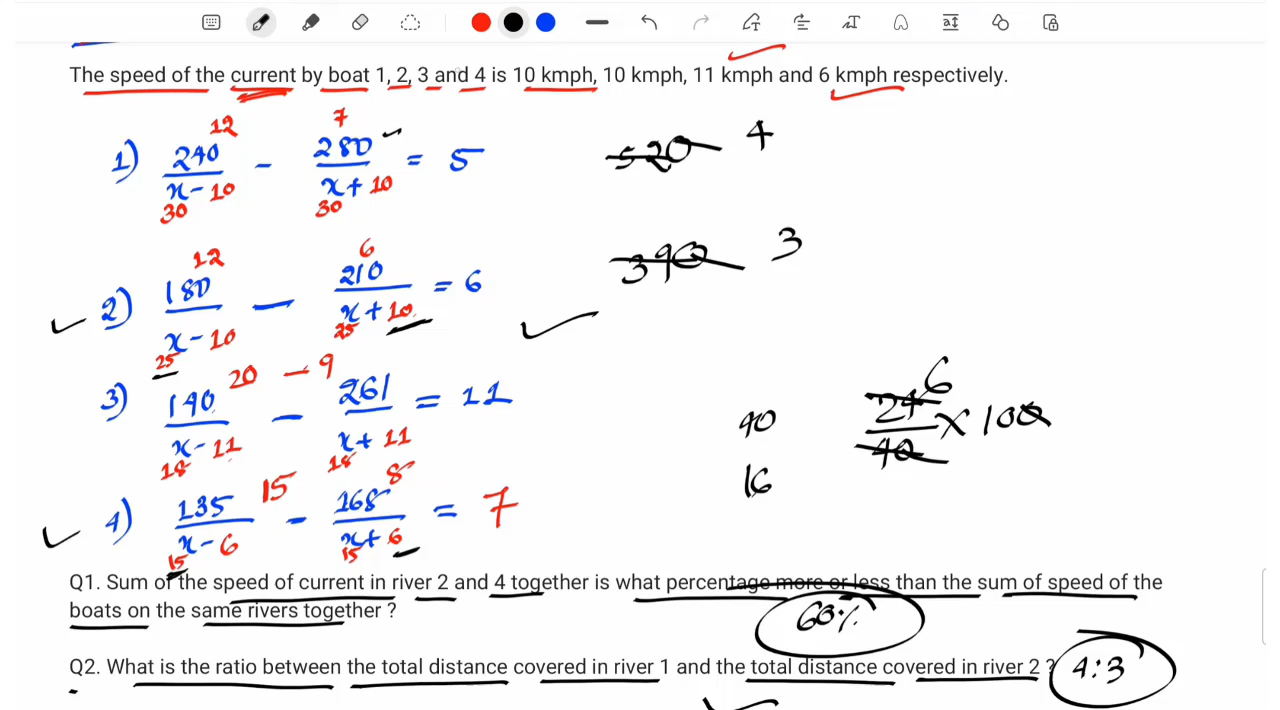 The speed of the current by boat 1, 2, 3 and 4 is 10 kmph, 10 kmph, 11 kmph and 6 kmph respectively.
12 7
1) 240 / x - 10 - 280 / x + 10 = 5
30 30
520 4
12 6
2) 180 / x - 10 - 210 / x + 10 = 6
25 25
390 3
20 - 9
3) 140 / x - 11 - 261 / x + 11 = 11
18 18
40
16
6
24 / 40 × 100
15 8
4) 135 / x - 6 - 168 / x + 6 = 7
15 15
Q1. Sum of the speed of current in river 2 and 4 together is what percentage more or less than the sum of speed of the
boats on the same rivers together ?
60%
Q2. What is the ratio between the total distance covered in river 1 and the total distance covered in river 2 ? 4:3